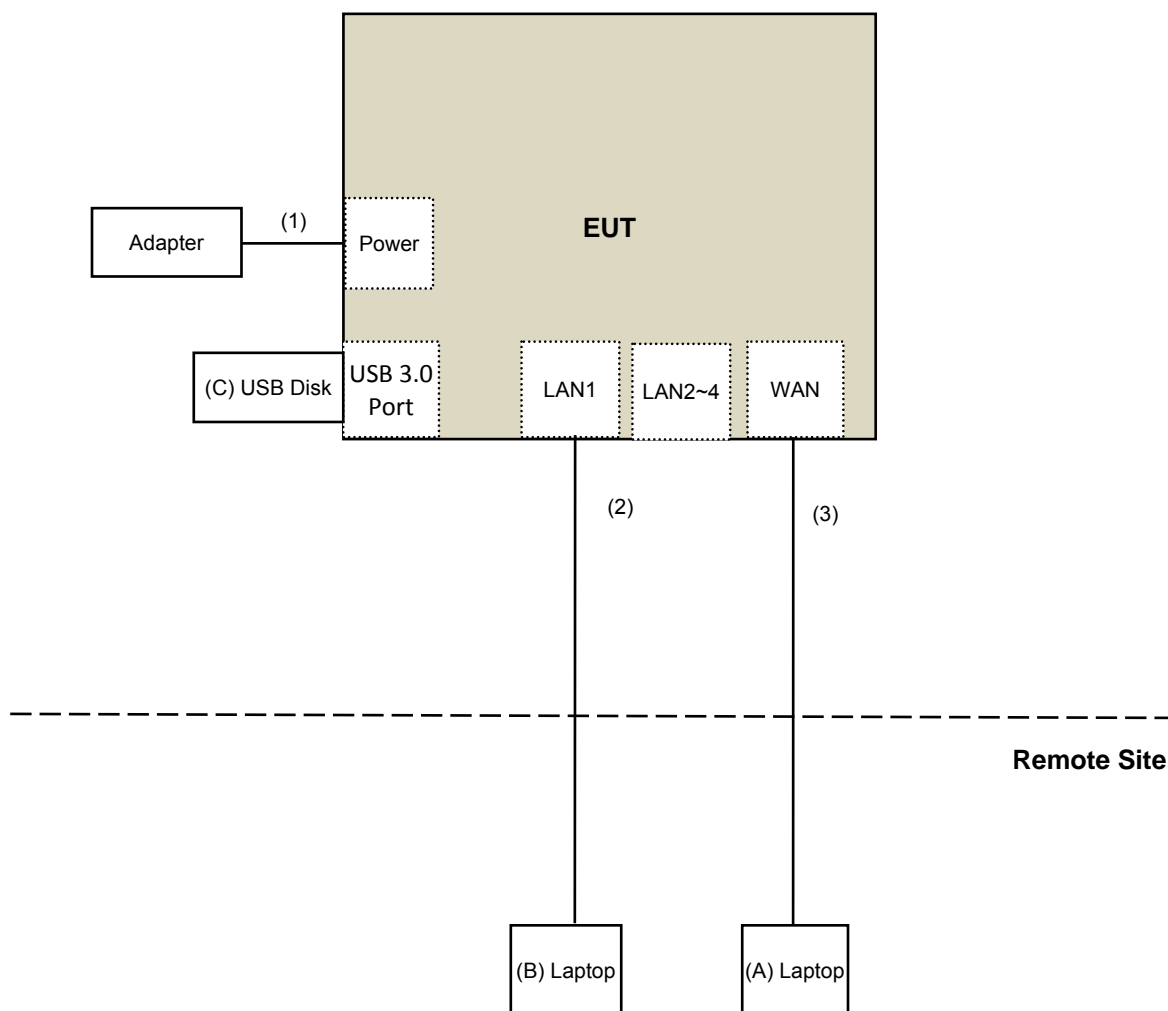 EUT
(1)
Adapter
Power
(C) USB Disk
USB 3.0
Port
LAN1
LAN2~4
WAN
(2)
(3)
Remote Site
(B) Laptop
(A) Laptop